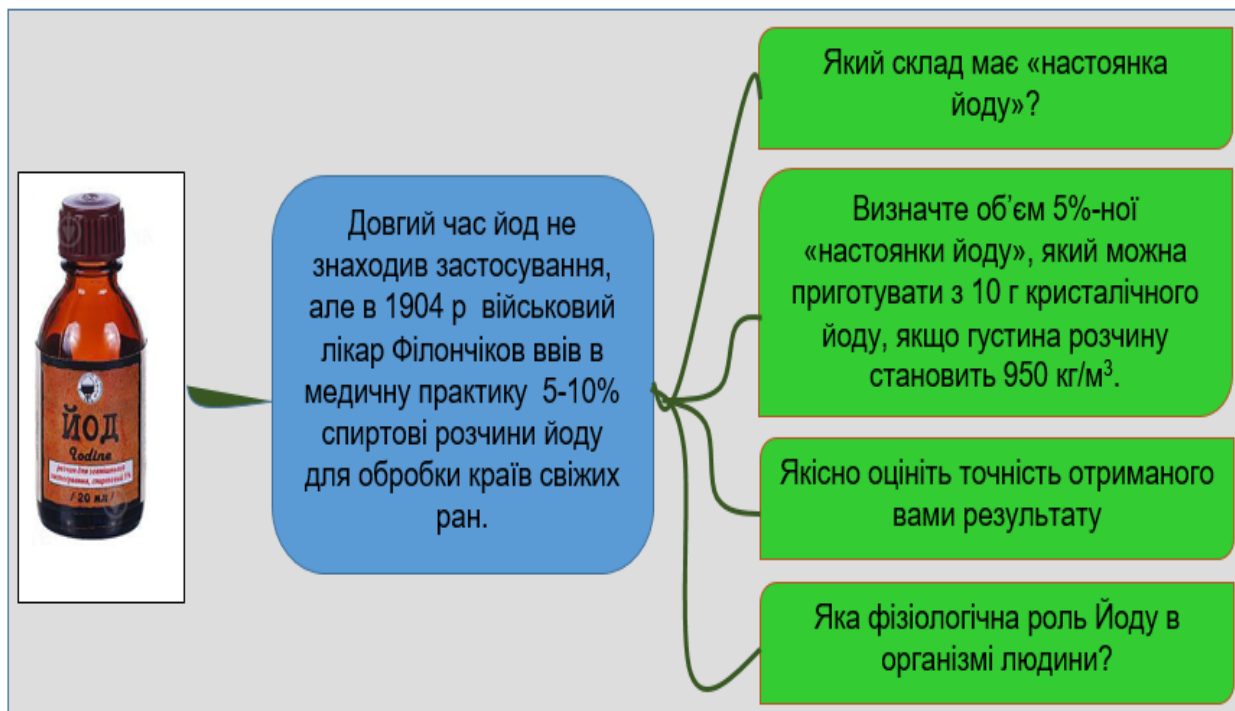 Який склад має «настоянка
йоду»?
Визначте об’єм 5%-ної
«настоянки йоду», який можна
приготувати з 10 г кристалічного
йоду, якщо густина розчину
становить 950 кг/м³.
Довгий час йод не
знаходив застосування,
але в 1904 р військовий
лікар Філончіков ввів в
медичну практику 5-10%
спиртові розчини йоду
для обробки країв свіжих
ран.
ЙОД
Iodine
/ 20 мл /
Якісно оцініть точність отриманого
вами результату
Яка фізіологічна роль Йоду в
організмі людини?